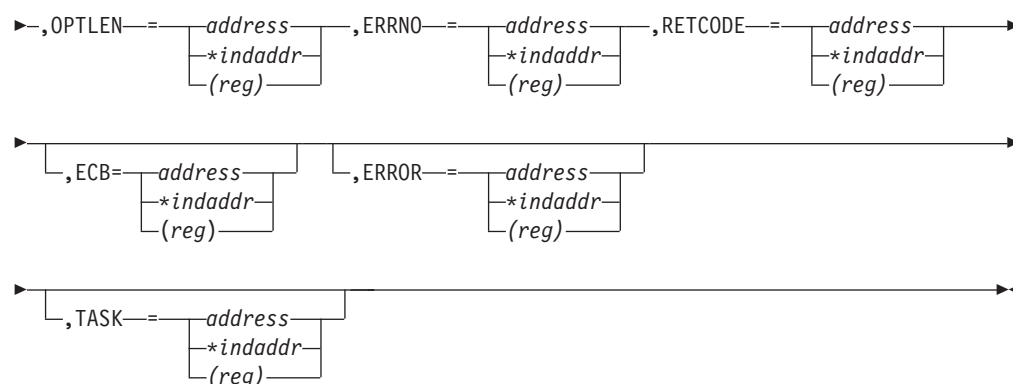 ,OPTLEN = address ,ERRNO = address ,RETCODE = address
*indaddr *indaddr *indaddr
(reg) (reg) (reg)
,ECB= address ,ERROR = address
*indaddr *indaddr
(reg) (reg)
,TASK = address
*indaddr
(reg)